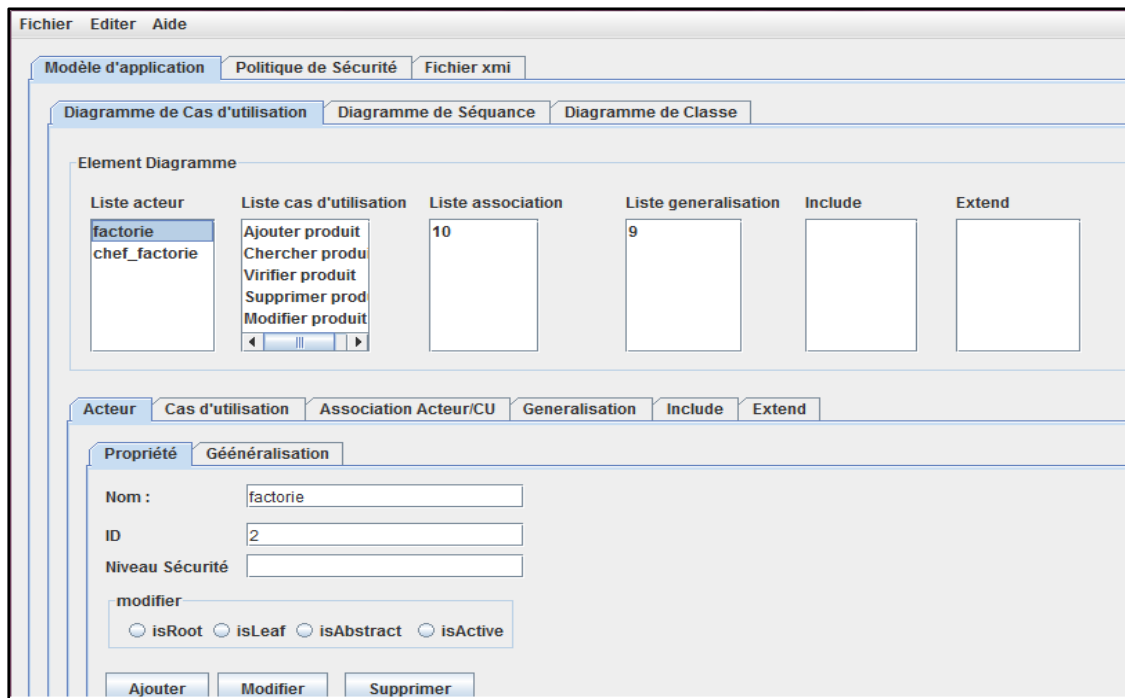 Fichier Editer Aide
Modèle d'application Politique de Sécurité Fichier xmi
Diagramme de Cas d'utilisation Diagramme de Séquance Diagramme de Classe
Element Diagramme
Liste acteur Liste cas d'utilisation Liste association Liste generalisation Include Extend
factorie Ajouter produit 10 9
chef_factorie Chercher produi
Virifier produit
Supprimer prod
Modifier produit
Acteur Cas d'utilisation Association Acteur/CU Generalisation Include Extend
Propriété Géénéralisation
Nom : factorie
ID 2
Niveau Sécurité
modifier
isRoot isLeaf isAbstract isActive
Ajouter Modifier Supprimer